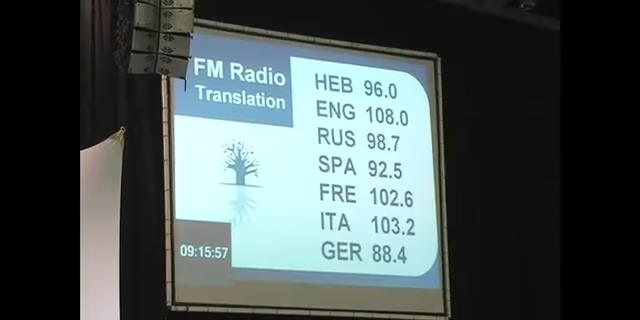 FM Radio
Translation
HEB 96.0
ENG 108.0
RUS 98.7
SPA 92.5
FRE 102.6
ITA 103.2
GER 88.4
09:15:57